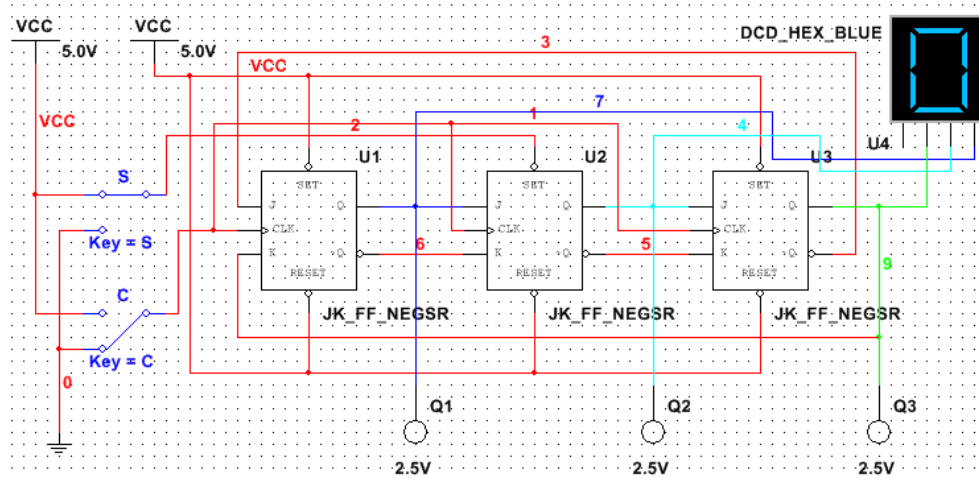 VCC VCC
5.0V 5.0V
DCD_HEX_BLUE
3
VCC
7
VCC
2
1
4
U4
U1 U2 U3
S
SET SET SET
J Q J Q J Q
CLK CLK CLK
Key = S
6
5
K Q K Q K Q
RESET RESET RESET
9
C
JK_FF_NEGSR JK_FF_NEGSR JK_FF_NEGSR
Key = C
0
Q1 Q2 Q3
2.5V 2.5V 2.5V
0